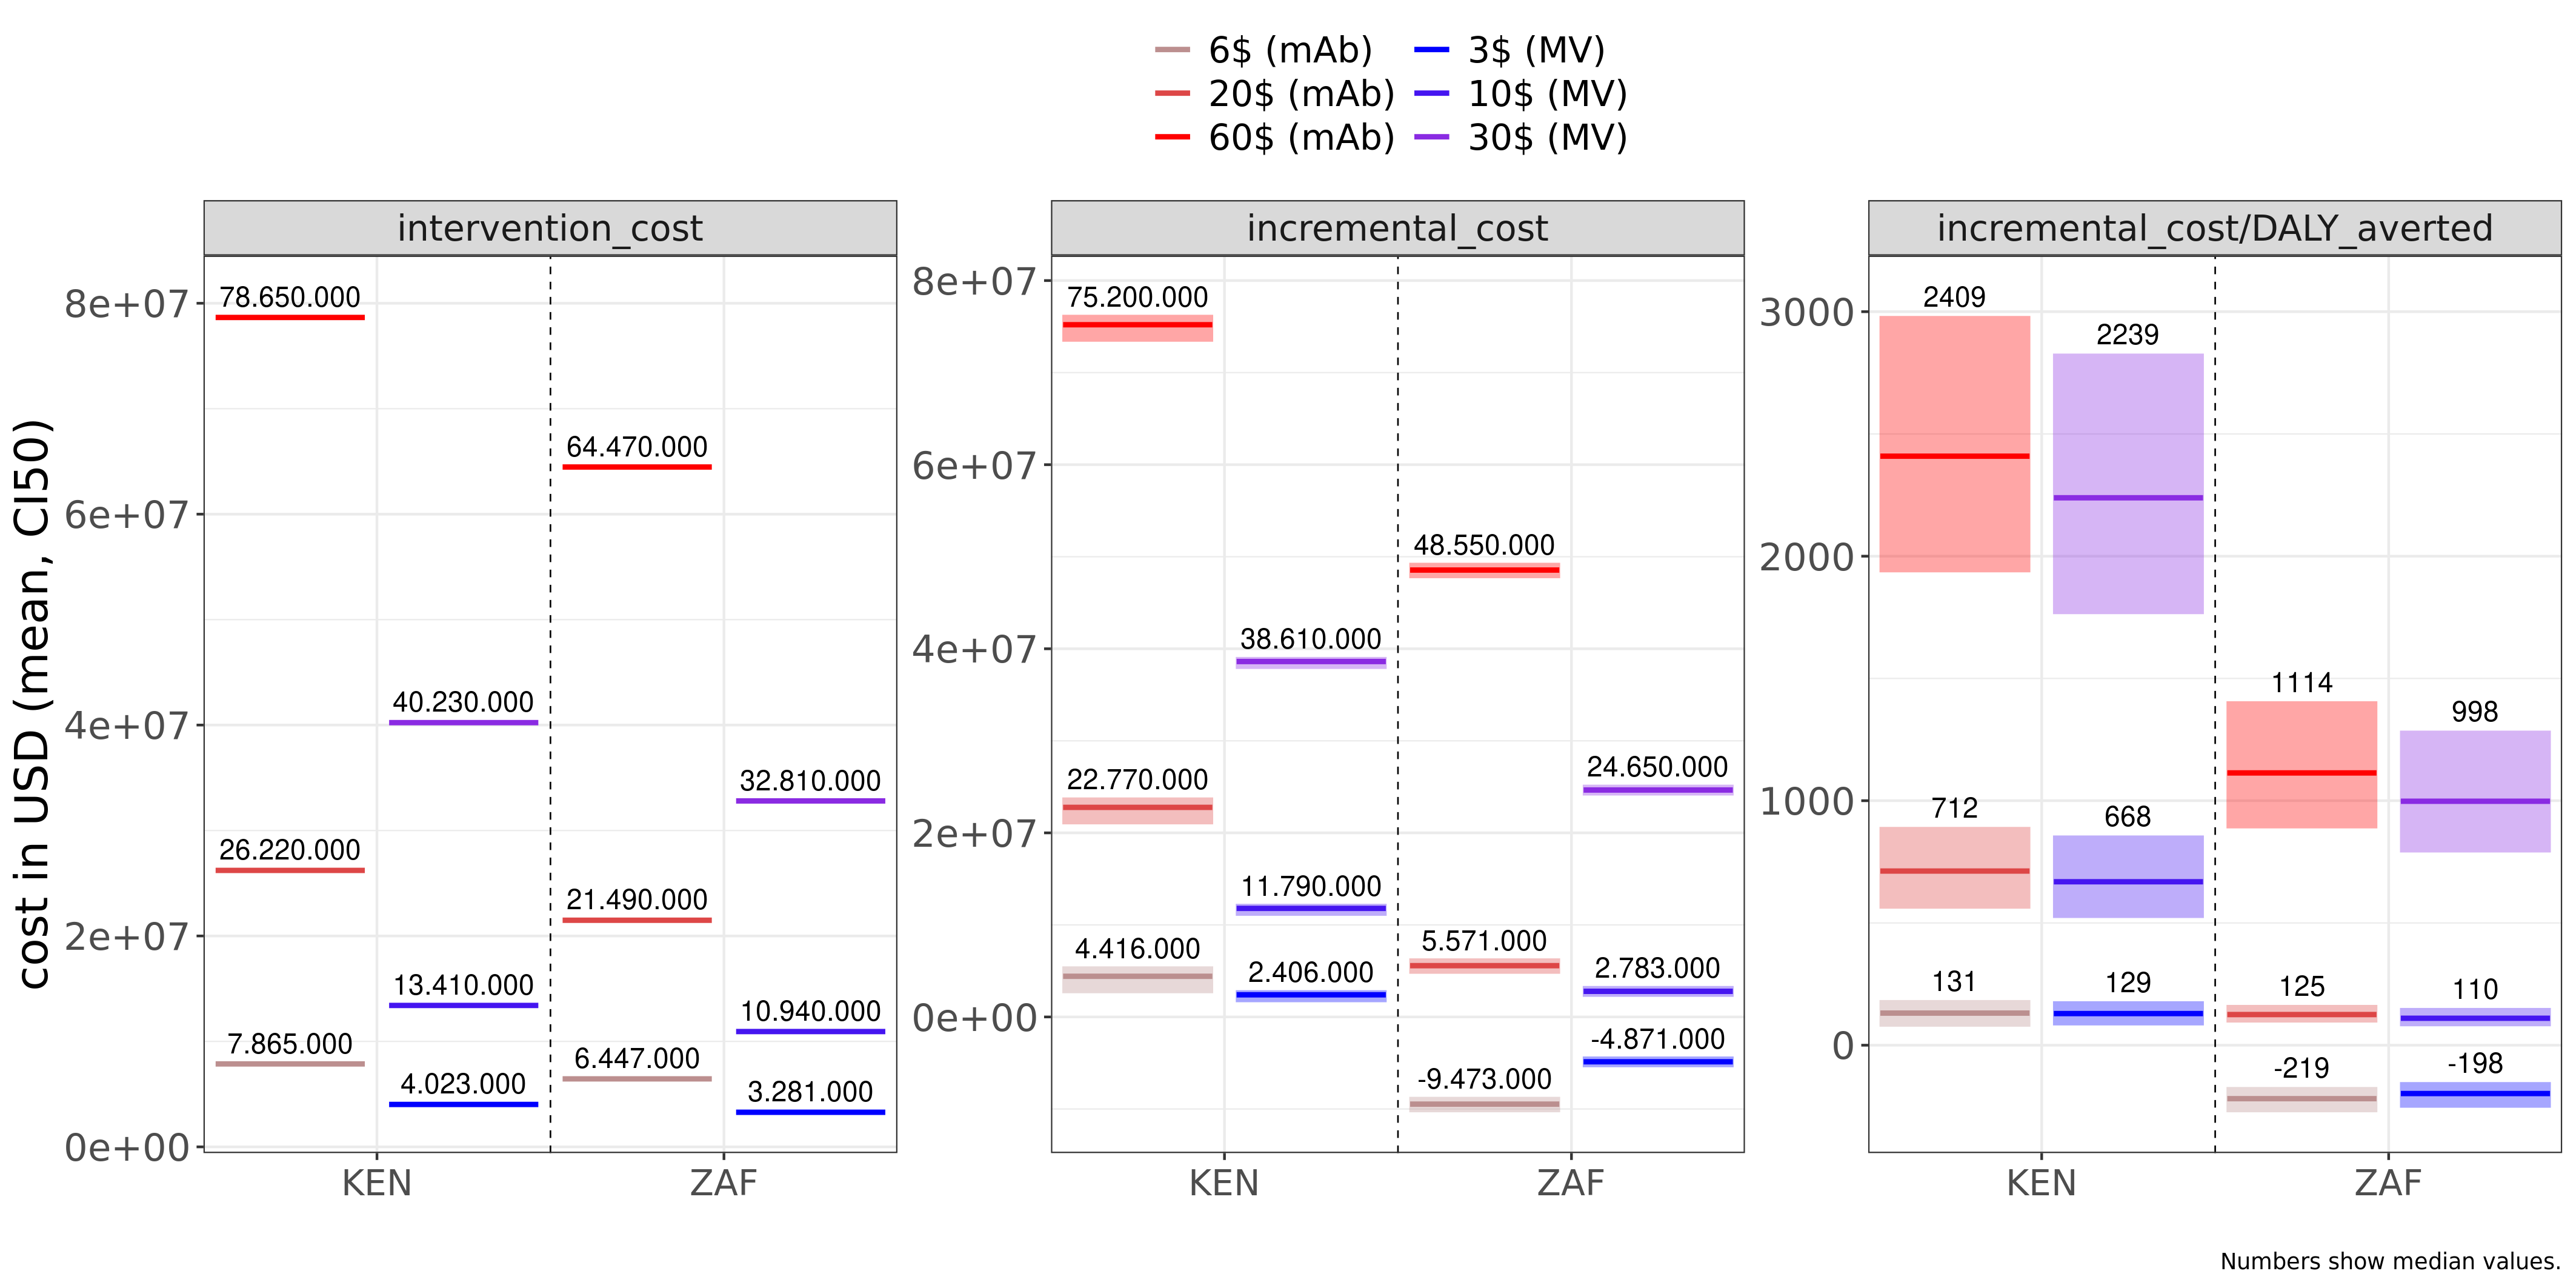 6$ (mAb)
3$ (MV)
20$ (mAb)
10$ (MV)
60$ (mAb)
30$ (MV)
cost in USD (mean, CI50)
intervention_cost
8e+07
6e+07
4e+07
2e+07
0e+00
78.650.000
64.470.000
40.230.000
32.810.000
26.220.000
21.490.000
13.410.000
10.940.000
7.865.000
6.447.000
4.023.000
3.281.000
KEN
ZAF
incremental_cost
8e+07
6e+07
4e+07
2e+07
0e+00
75.200.000
48.550.000
38.610.000
24.650.000
22.770.000
11.790.000
4.416.000
5.571.000
2.406.000
2.783.000
-4.871.000
-9.473.000
KEN
ZAF
incremental_cost/DALY_averted
3000
2000
1000
0
2409
2239
1114
998
712
668
131
129
125
110
-219
-198
KEN
ZAF
Numbers show median values.